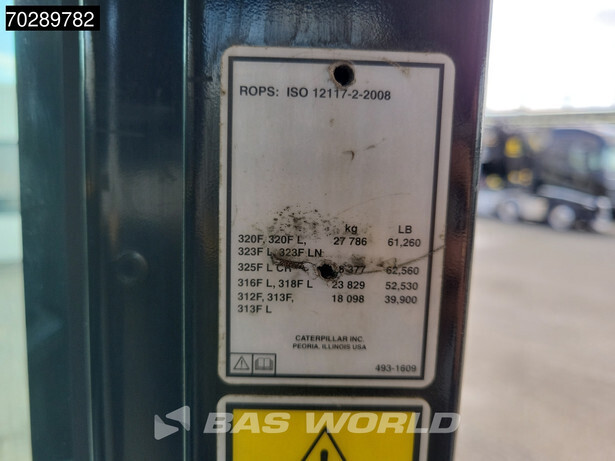 70289782
ROPS: ISO 12117-2-2008
kg LB
320F, 320F L, 27 786 61,260
323F L, 323F LN
325F L CR 377 62,560
316F L, 318F L 23 829 52,530
312F, 313F, 18 098 39,900
313F L
CATERPILLAR INC.
PEORIA, ILLINOIS USA
493-1609
BAS WORLD